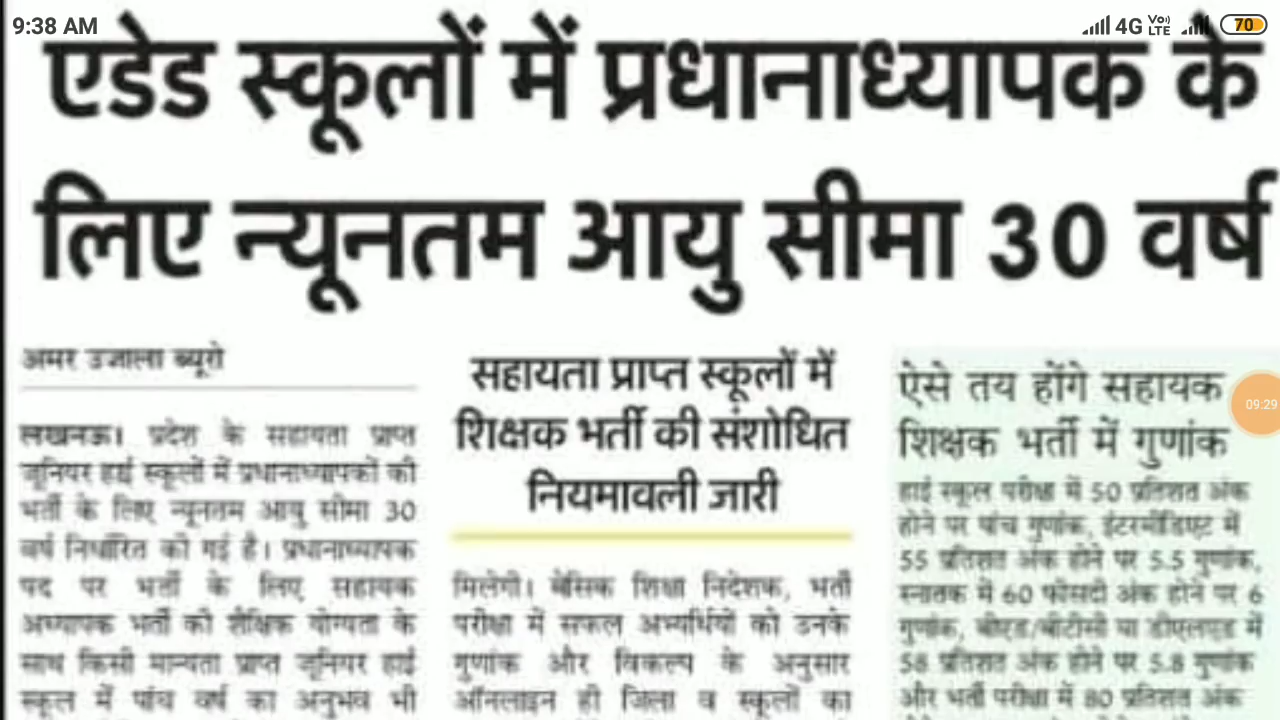 9:38 AM
4G VoLTE 70
एडेड स्कूलों में प्रधानाध्यापक के
लिए न्यूनतम आयु सीमा 30 वर्ष
अमर उजाला ब्यूरो
लखनऊ। प्रदेश के सहायता प्राप्त
जूनियर हाई स्कूलों में प्रधानाध्यापकों की
भर्ती के लिए न्यूनतम आयु सीमा 30
वर्ष निर्धारित की गई है। प्रधानाध्यापक
पद पर भर्ती के लिए सहायक
अध्यापक भर्ती की शैक्षिक योग्यता के
साथ किसी मान्यता प्राप्त जूनियर हाई
स्कूल में पांच वर्ष का अनुभव भी
सहायता प्राप्त स्कूलों में
शिक्षक भर्ती की संशोधित
नियमावली जारी
मिलेगी। बेसिक शिक्षा निदेशक, भर्ती
परीक्षा में सफल अभ्यर्थियों को उनके
गुणांक और विकल्प के अनुसार
ऑनलाइन ही जिला व स्कूलों का
ऐसे तय होंगे सहायक
शिक्षक भर्ती में गुणांक
09:29
हाई स्कूल परीक्षा में 50 प्रतिशत अंक
होने पर पांच गुणांक, इंटरमीडिएट में
55 प्रतिशत अंक होने पर 5.5 गुणांक,
स्नातक में 60 फीसदी अंक होने पर 6
गुणांक, बीएड/बीटीसी या डीएलएड में
58 प्रतिशत अंक होने पर 5.8 गुणांक
और भर्ती परीक्षा में 80 प्रतिशत अंक